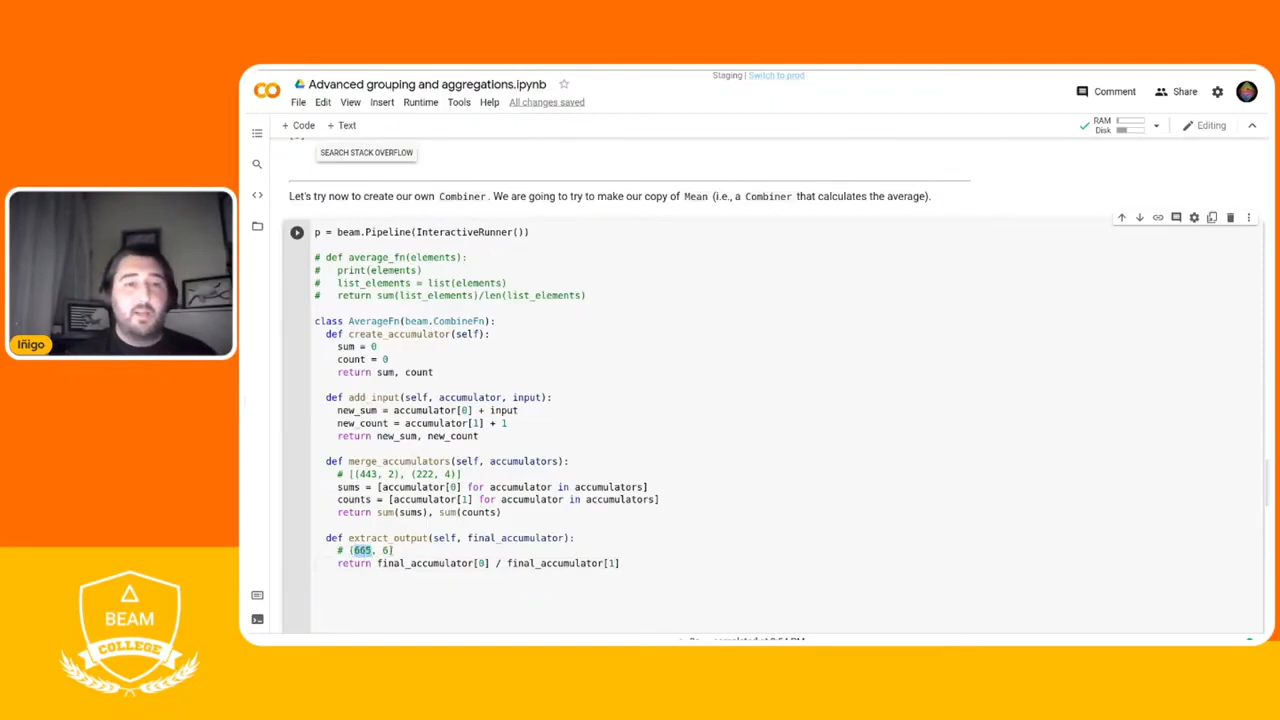 Staging | Switch to prod
Advanced grouping and aggregations.ipynb
Comment
Share
File Edit View Insert Runtime Tools Help All changes saved
+ Code + Text
RAM
Disk
Editing
SEARCH STACK OVERFLOW
Let's try now to create our own Combiner. We are going to try to make our copy of Mean (i.e., a Combiner that calculates the average).
p = beam.Pipeline(InteractiveRunner())
# def average_fn(elements):
#   print(elements)
#   list_elements = list(elements)
#   return sum(list_elements)/len(list_elements)
class AverageFn(beam.CombineFn):
  def create_accumulator(self):
    sum = 0
    count = 0
    return sum, count
  def add_input(self, accumulator, input):
    new_sum = accumulator[0] + input
    new_count = accumulator[1] + 1
    return new_sum, new_count
  def merge_accumulators(self, accumulators):
    # [(443, 2), (222, 4)]
    sums = [accumulator[0] for accumulator in accumulators]
    counts = [accumulator[1] for accumulator in accumulators]
    return sum(sums), sum(counts)
  def extract_output(self, final_accumulator):
    # (665, 6)
    return final_accumulator[0] / final_accumulator[1]
Iñigo
BEAM
COLLEGE